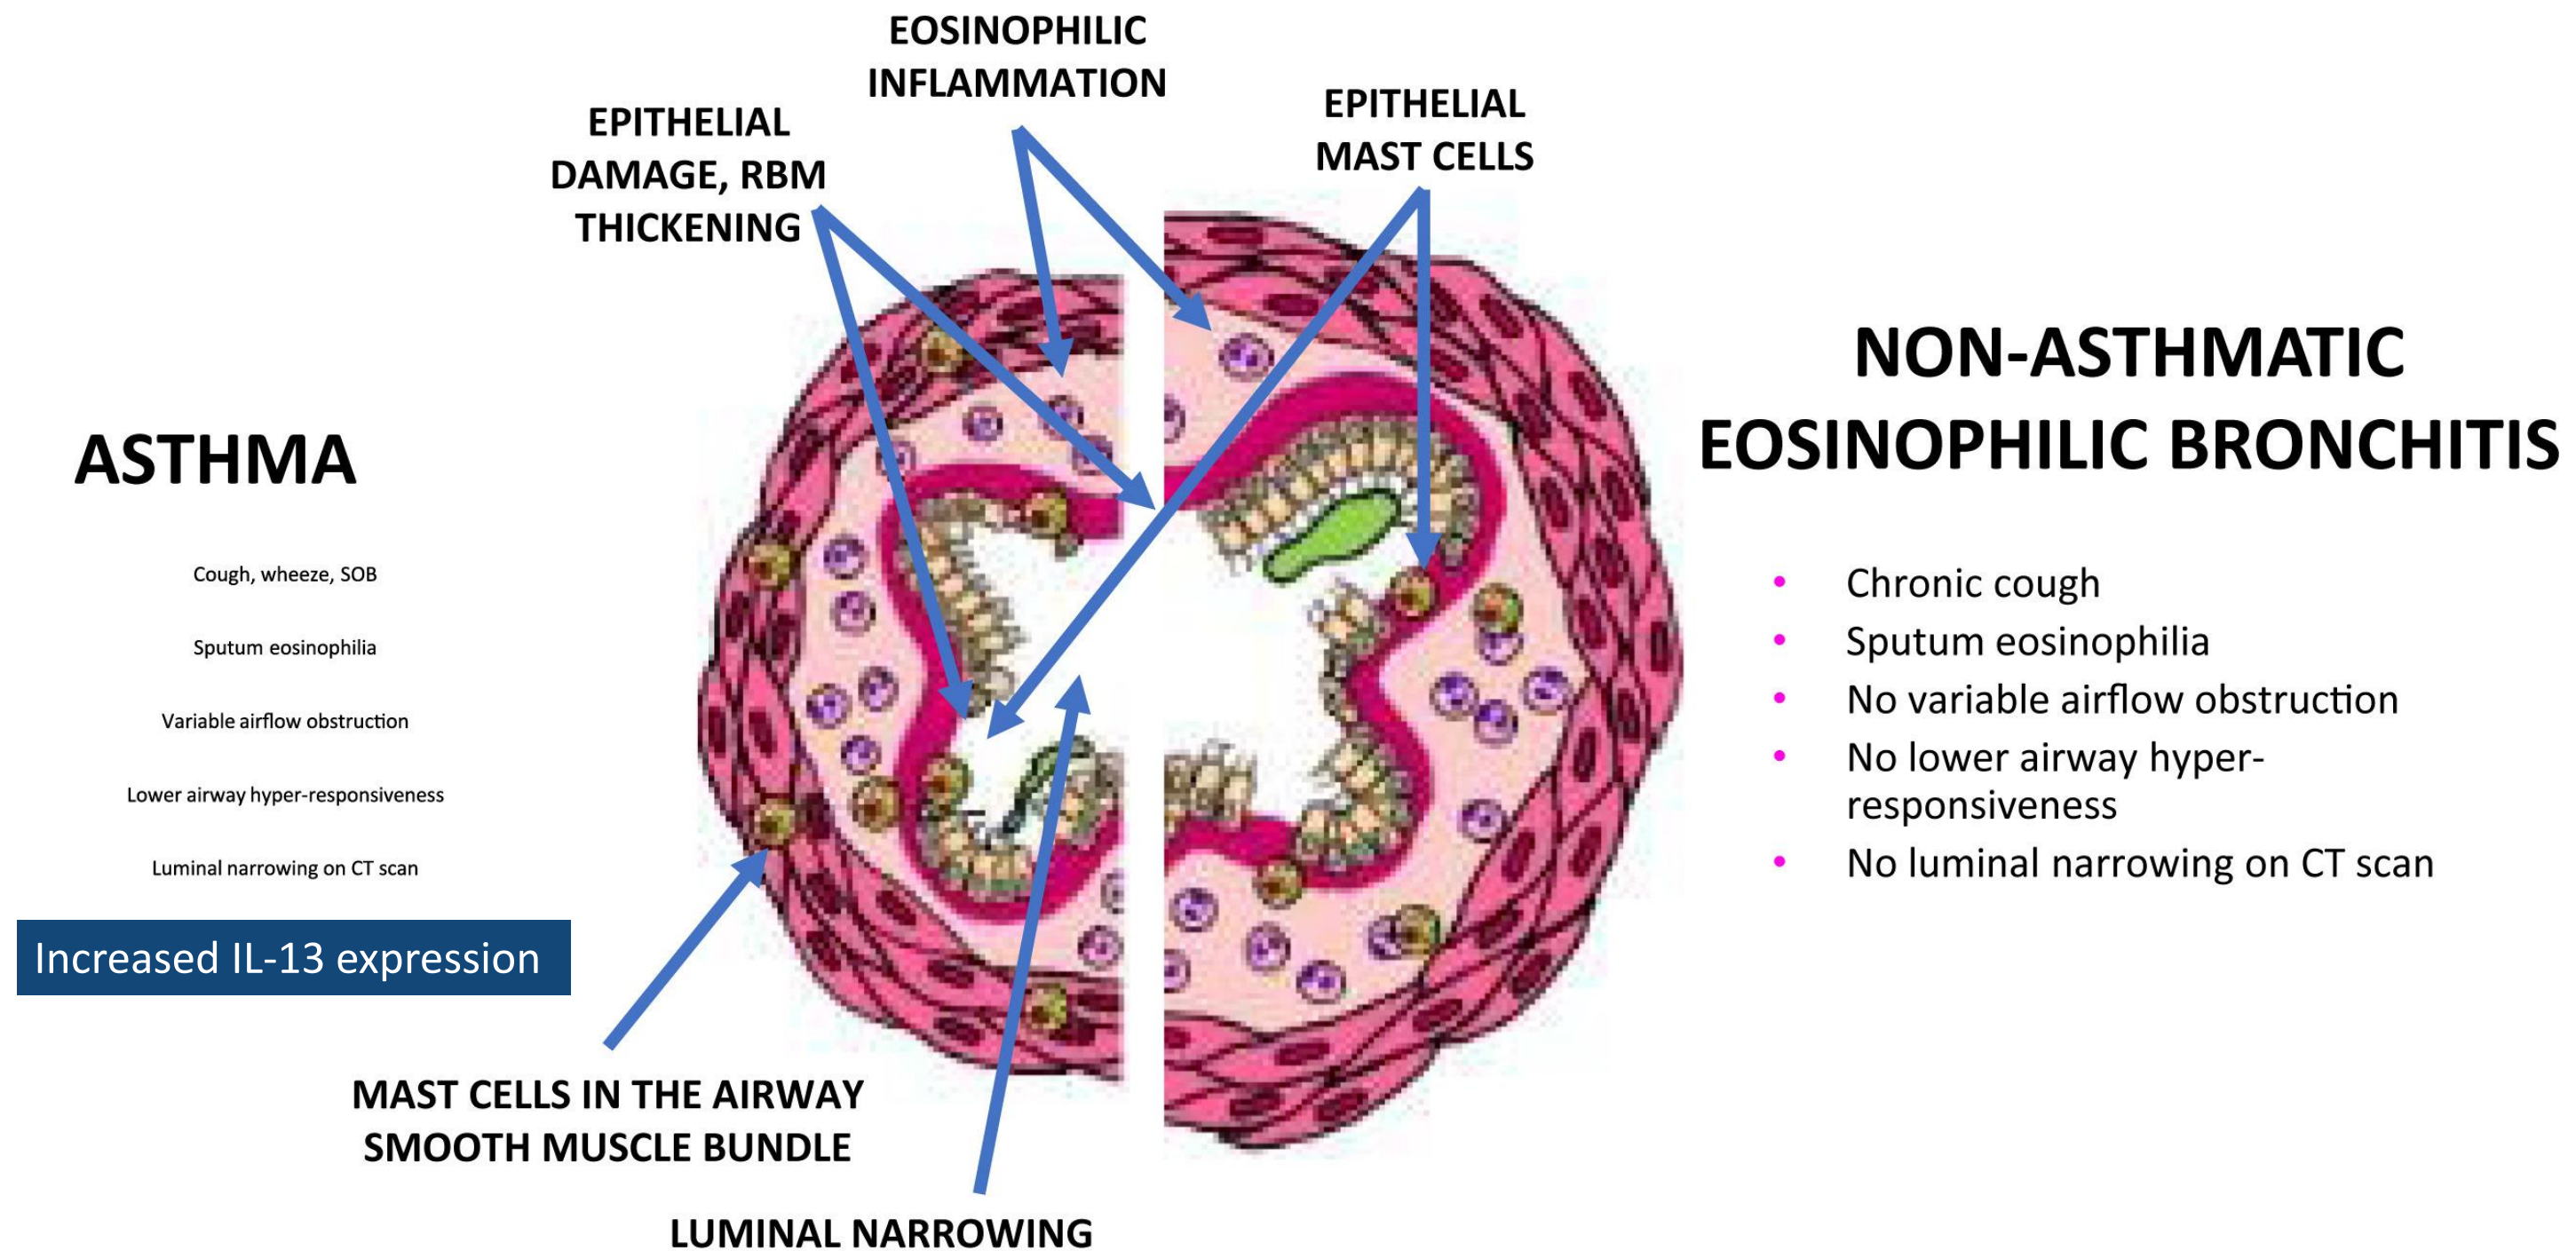 EOSINOPHILIC
INFLAMMATION
EPITHELIAL
DAMAGE, RBM
THICKENING
EPITHELIAL
MAST CELLS
ASTHMA
Cough, wheeze, SOB
Sputum eosinophilia
Variable airflow obstruction
Lower airway hyper-responsiveness
Luminal narrowing on CT scan
Increased IL-13 expression
NON-ASTHMATIC
EOSINOPHILIC BRONCHITIS
• Chronic cough
• Sputum eosinophilia
• No variable airflow obstruction
• No lower airway hyper-
responsiveness
• No luminal narrowing on CT scan
MAST CELLS IN THE AIRWAY
SMOOTH MUSCLE BUNDLE
LUMINAL NARROWING